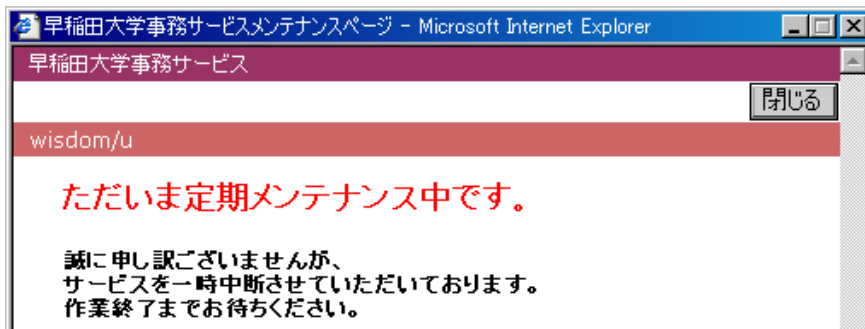 早稲田大学事務サービスメンテナンスページ - Microsoft Internet Explorer
早稲田大学事務サービス
閉じる
wisdom/u
ただいま定期メンテナンス中です。
誠に申し訳ございませんが、
サービスを一時中断させていただいております。
作業終了までお待ちください。